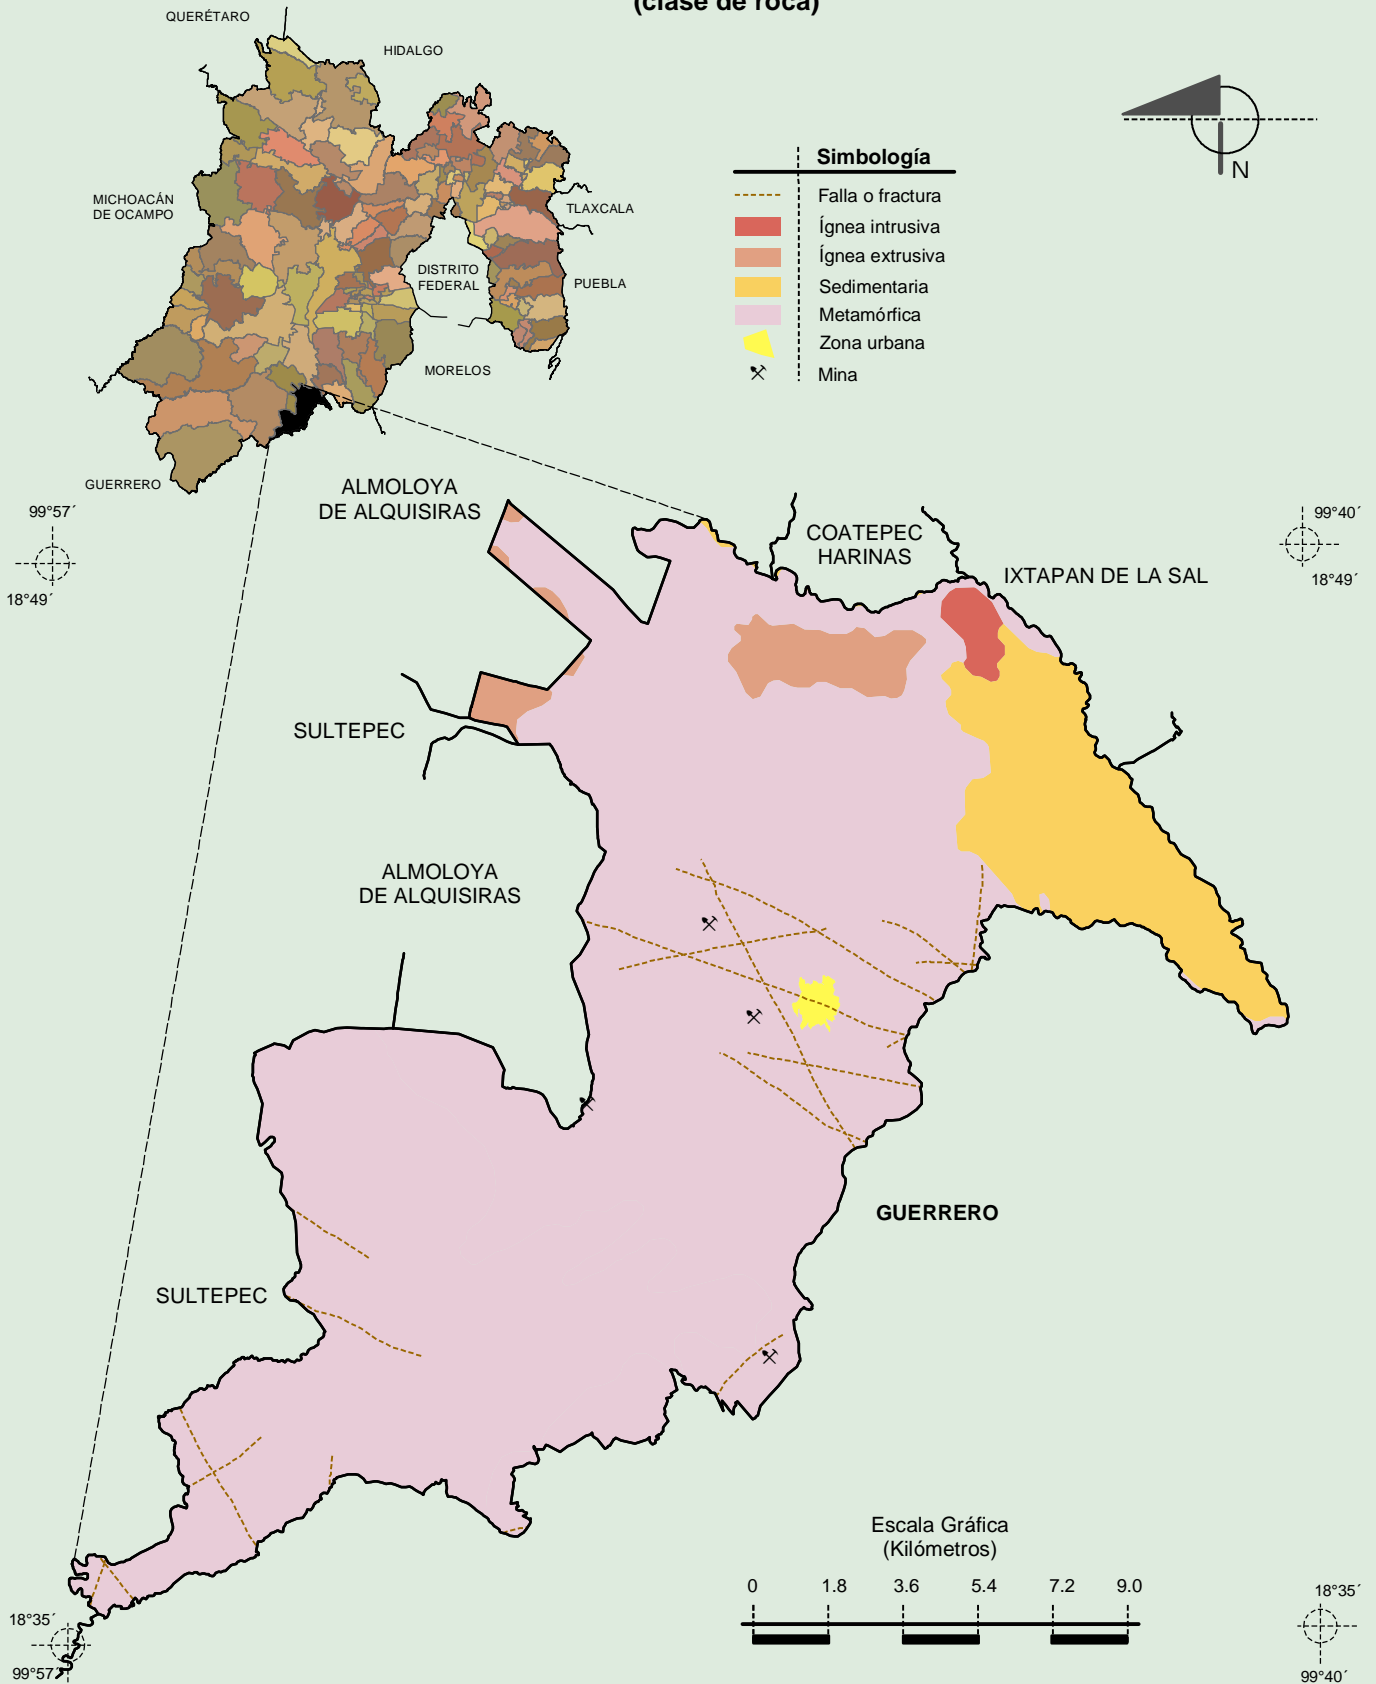 (clase de roca)
QUERÉTARO
HIDALGO
MICHOACÁN
DE OCAMPO
TLAXCALA
DISTRITO
FEDERAL
PUEBLA
MORELOS
GUERRERO
N
Simbología
Falla o fractura
Ígnea intrusiva
Ígnea extrusiva
Sedimentaria
Metamórfica
Zona urbana
Mina
99°57´
18°49´
99°40´
18°49´
ALMOLOYA
DE ALQUISIRAS
COATEPEC
HARINAS
IXTAPAN DE LA SAL
SULTEPEC
ALMOLOYA
DE ALQUISIRAS
GUERRERO
SULTEPEC
Escala Gráfica
(Kilómetros)
0 1.8 3.6 5.4 7.2 9.0
18°35´
99°57´
18°35´
99°40´